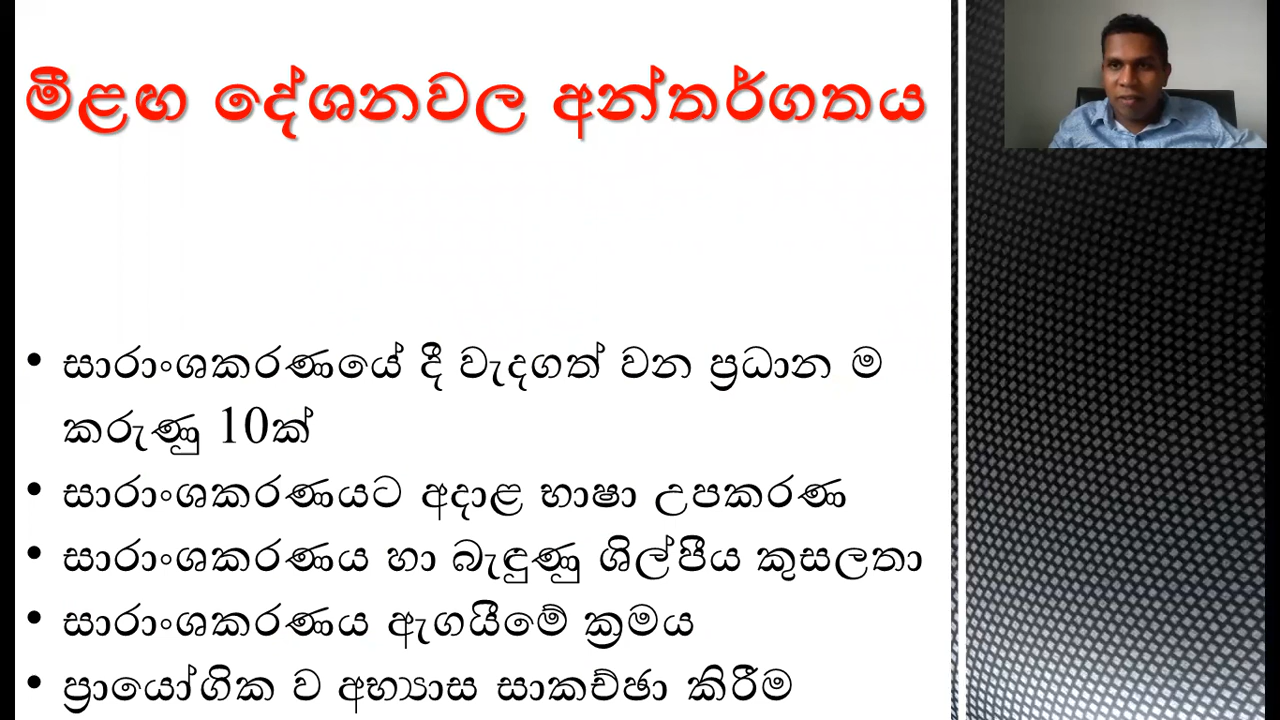 මීළඟ දේශනවල අන්තර්ගතය
• සාරාංශකරණයේ දී වැදගත් වන ප්‍රධාන ම
කරුණු 10ක්
• සාරාංශකරණයට අදාළ භාෂා උපකරණ
• සාරාංශකරණය හා බැඳුණු ශිල්පීය කුසලතා
• සාරාංශකරණය ඇගයීමේ ක්‍රමය
• ප්‍රායෝගික ව අභ්‍යාස සාකච්ඡා කිරීම